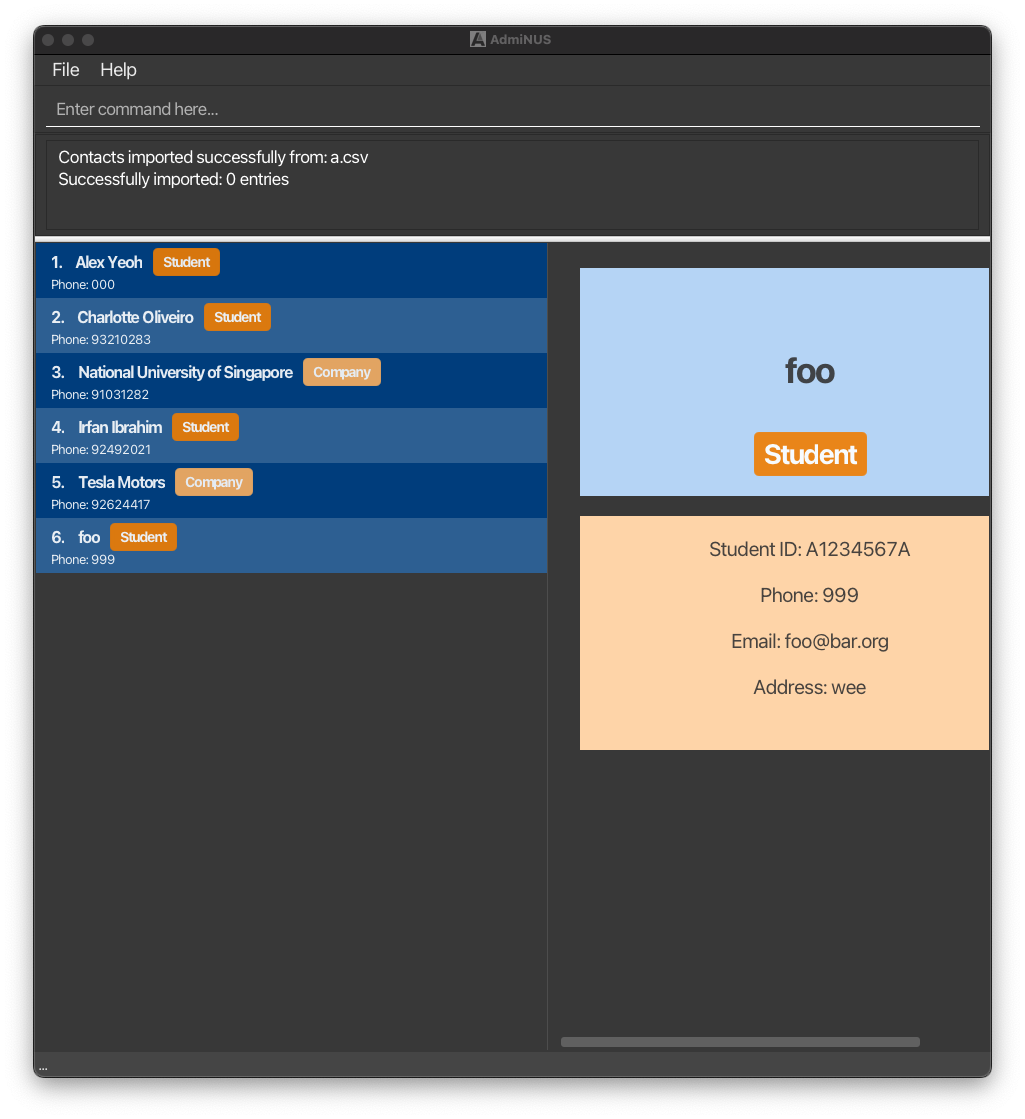 AdmiNUS
File Help
Enter command here...
Contacts imported successfully from: a.csv
Successfully imported: 0 entries
1. Alex Yeoh Student
Phone: 000
2. Charlotte Oliveiro Student
Phone: 93210283
3. National University of Singapore Company
Phone: 91031282
4. Irfan Ibrahim Student
Phone: 92492021
5. Tesla Motors Company
Phone: 92624417
6. foo Student
Phone: 999
foo
Student
Student ID: A1234567A
Phone: 999
Email: foo@bar.org
Address: wee
...